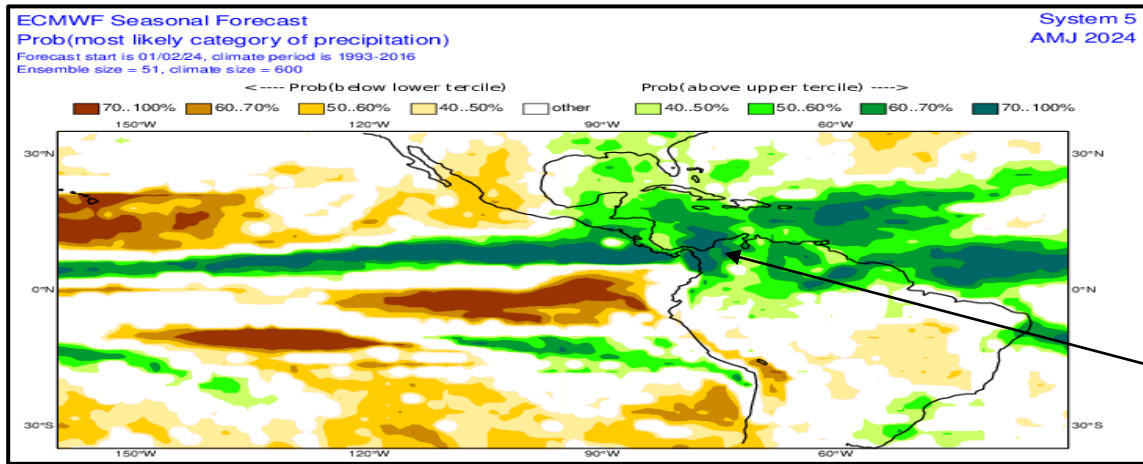 ECMWF Seasonal Forecast
System 5
Prob(most likely category of precipitation)
AMJ 2024
Forecast start is 01/02/24, climate period is 1993-2016
Ensemble size = 51, climate size = 600
<---- Prob(below lower tercile)
Prob(above upper tercile) ---->
70..100%
60..70%
50..60%
40..50%
other
40..50%
50..60%
60..70%
70..100%
150°W
120°W
90°W
60°W
30°N
30°N
0°N
0°N
30°S
30°S
150°W
120°W
90°W
60°W